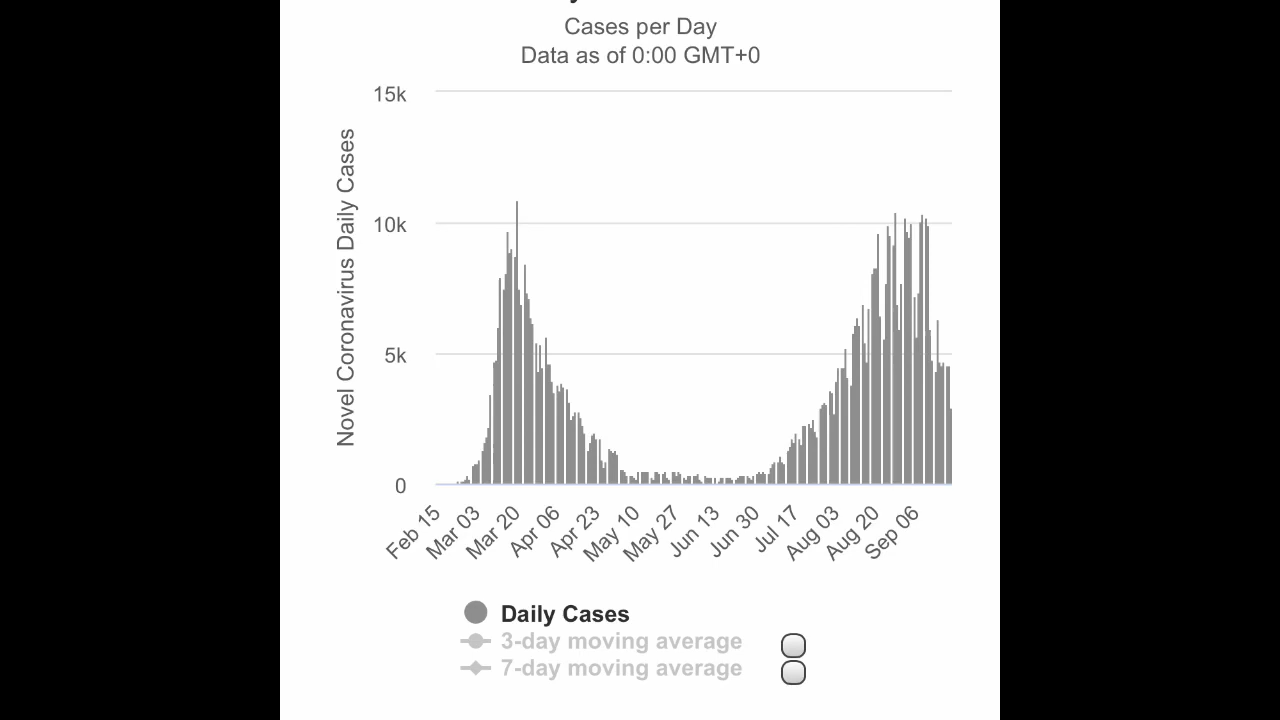 Cases per Day
Data as of 0:00 GMT+0
15k
10k
5k
0
Novel Coronavirus Daily Cases
Feb 15
Mar 03
Mar 20
Apr 06
Apr 23
May 10
May 27
Jun 13
Jun 30
Jul 17
Aug 03
Aug 20
Sep 06
Daily Cases
3-day moving average
7-day moving average